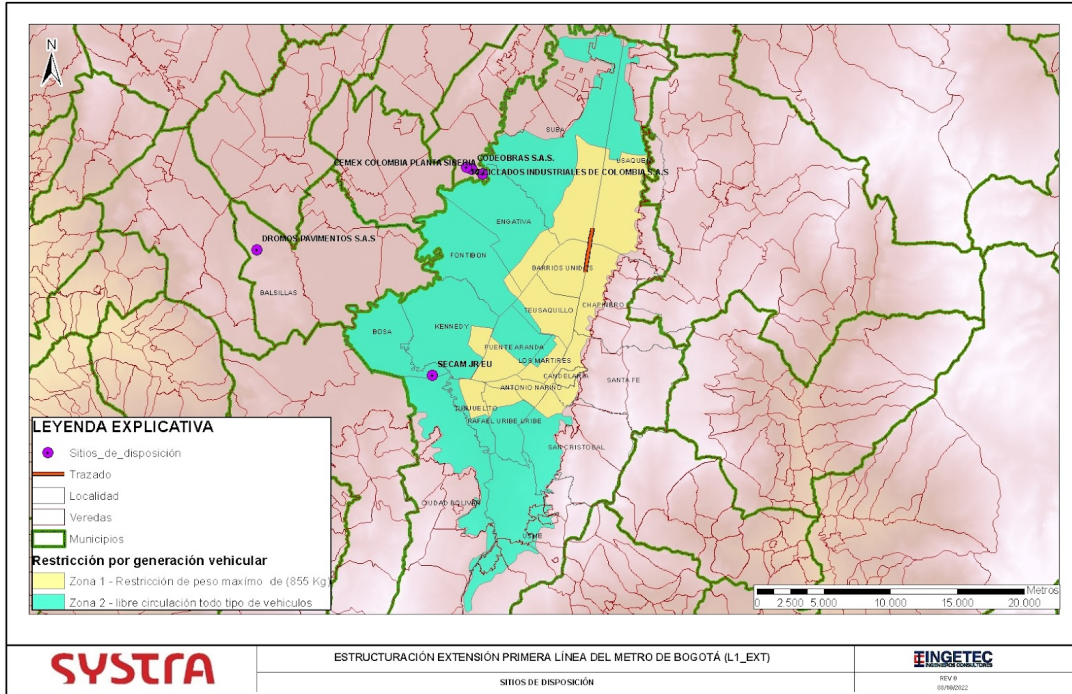 N
SUBA
USAQUEN
CEMEX COLOMBIA PLANTA SIBERIA
CODEOBRAS S.A.S.
CICLADOS INDUSTRIALES DE COLOMBIA S.A.S
ENGATIVA
DROMOS PAVIMENTOS S.A.S
FONTIBON
BARRIOS UNIDOS
BALSILLAS
CHAPINERO
TEUSAQUILLO
BOSA
KENNEDY
PUENTE ARANDA
LOS MARTIRES
SECAM JR EU
CANDELARIA
SANTA FE
ANTONIO NARIÑO
TUNJUELITO
RAFAEL URIBE URIBE
SAN CRISTOBAL
CIUDAD BOLIVAR
USME
LEYENDA EXPLICATIVA
Sitios_de_disposición
Trazado
Localidad
Veredas
Municipios
Restricción por generación vehicular
Zona 1 - Restricción de peso maxímo de (855 Kg)
Zona 2 - libre circulación todo tipo de vehiculos
Metros
0 2.500 5.000 10.000 15.000 20.000
SYSTRA
ESTRUCTURACIÓN EXTENSIÓN PRIMERA LÍNEA DEL METRO DE BOGOTÁ (L1_EXT)
SITIOS DE DISPOSICIÓN
INGETEC
INGENIEROS CONSULTORES
REV 0